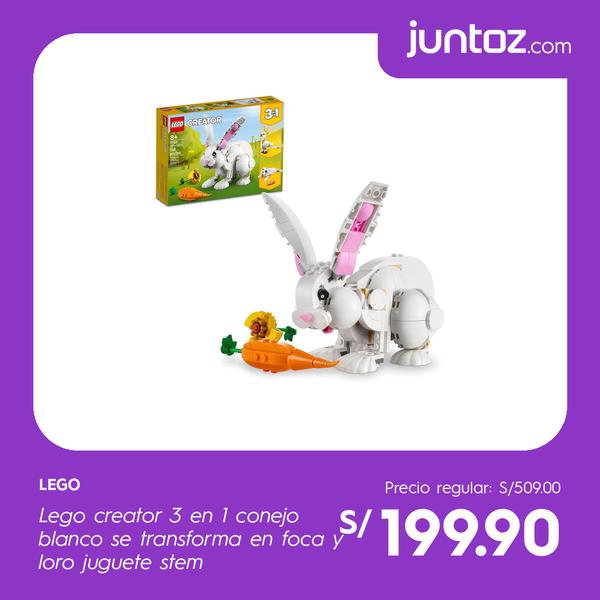 juntoz.com
LEGO
CREATOR
3in1
8+
LEGO
Precio regular: S/509.00
Lego creator 3 en 1 conejo
blanco se transforma en foca y
loro juguete stem
S/199.90